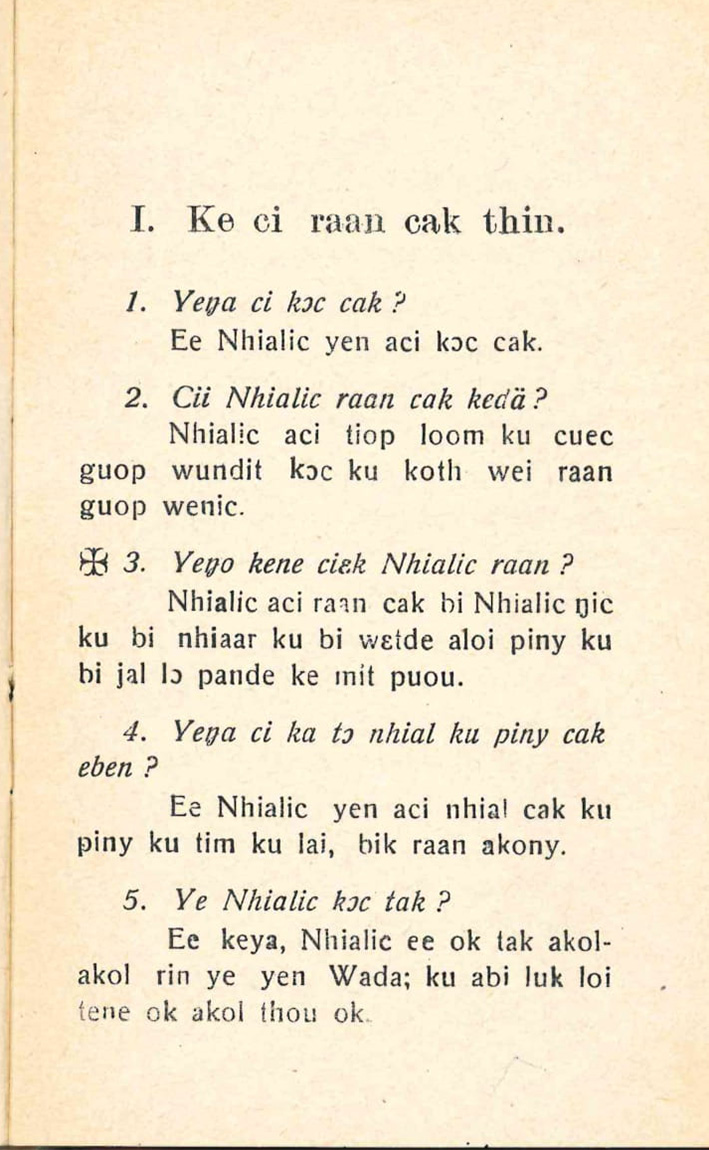 I. Ke ci raan cak thin.
1. Yeŋa ci kɔc cak ?
Ee Nhialic yen aci kɔc cak.
2. Cii Nhialic raan cak kedä ?
Nhialic aci tiop loom ku cuec
guop wundit kɔc ku koth wei raan
guop wenic.
✠ 3. Yeŋo kene ciɛk Nhialic raan ?
Nhialic aci raan cak bi Nhialic ŋic
ku bi nhiaar ku bi wɛtde aloi piny ku
bi jal lɔ pande ke mit puou.
4. Yeŋa ci ka tɔ nhial ku piny cak
eben ?
Ee Nhialic yen aci nhial cak ku
piny ku tim ku lai, bik raan akony.
5. Ye Nhialic kɔc tak ?
Ee keya, Nhialic ee ok tak akol-
akol rin ye yen Wada; ku abi luk loi
tene ok akol thou ok.